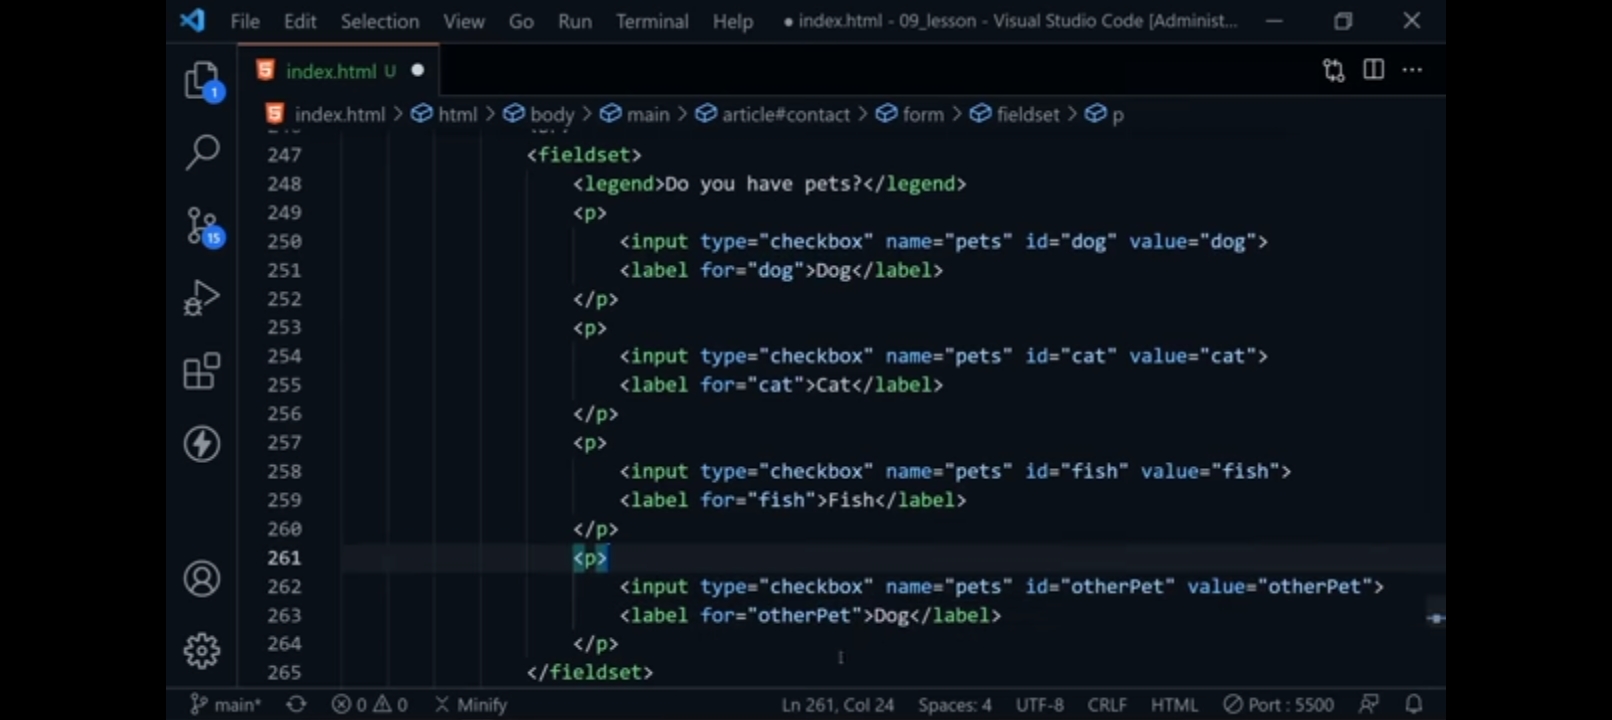 File Edit Selection View Go Run Terminal Help ● index.html - 09_lesson - Visual Studio Code [Administ...
index.html U ●
index.html > html > body > main > article#contact > form > fieldset > p
247 <fieldset>
248 <legend>Do you have pets?</legend>
249 <p>
250 <input type="checkbox" name="pets" id="dog" value="dog">
251 <label for="dog">Dog</label>
252 </p>
253 <p>
254 <input type="checkbox" name="pets" id="cat" value="cat">
255 <label for="cat">Cat</label>
256 </p>
257 <p>
258 <input type="checkbox" name="pets" id="fish" value="fish">
259 <label for="fish">Fish</label>
260 </p>
261 <p>
262 <input type="checkbox" name="pets" id="otherPet" value="otherPet">
263 <label for="otherPet">Dog</label>
264 </p>
265 </fieldset>
1
15
main* 0 0 Minify Ln 261, Col 24 Spaces: 4 UTF-8 CRLF HTML Port : 5500